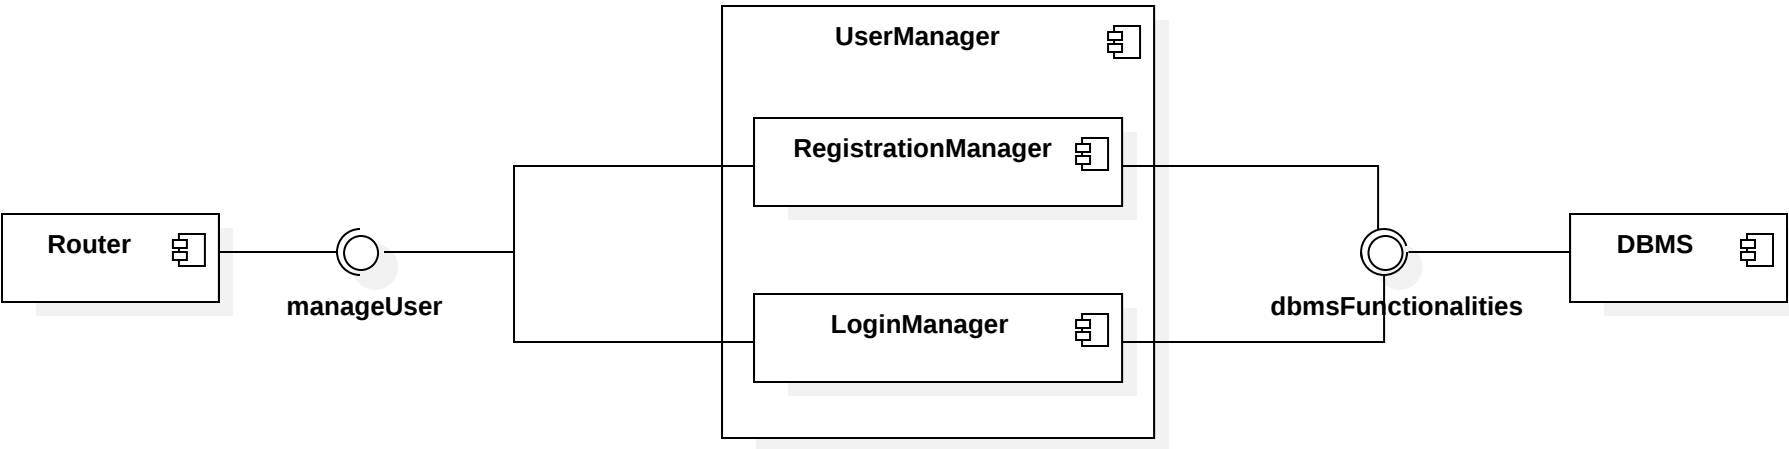 UserManager
RegistrationManager
Router
DBMS
manageUser
dbmsFunctionalities
LoginManager